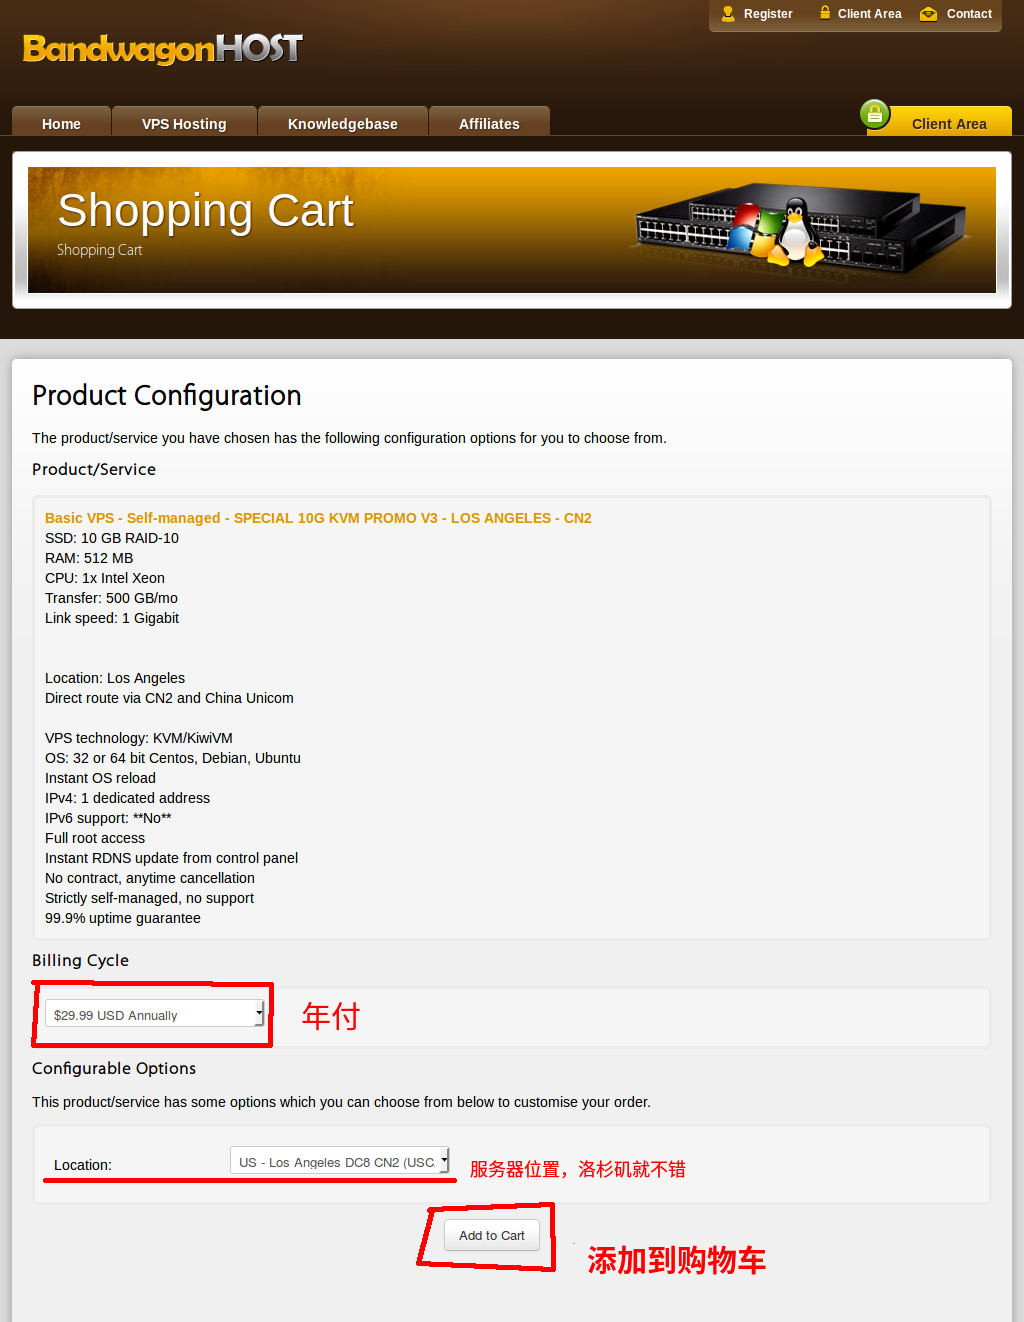 Register
Client Area
Contact
BandwagonHOST
Home
VPS Hosting
Knowledgebase
Affiliates
Client Area
Shopping Cart
Shopping Cart
Product Configuration
The product/service you have chosen has the following configuration options for you to choose from.
Product/Service
Basic VPS - Self-managed - SPECIAL 10G KVM PROMO V3 - LOS ANGELES - CN2
SSD: 10 GB RAID-10
RAM: 512 MB
CPU: 1x Intel Xeon
Transfer: 500 GB/mo
Link speed: 1 Gigabit
Location: Los Angeles
Direct route via CN2 and China Unicom
VPS technology: KVM/KiwiVM
OS: 32 or 64 bit Centos, Debian, Ubuntu
Instant OS reload
IPv4: 1 dedicated address
IPv6 support: **No**
Full root access
Instant RDNS update from control panel
No contract, anytime cancellation
Strictly self-managed, no support
99.9% uptime guarantee
Billing Cycle
$29.99 USD Annually
年付
Configurable Options
This product/service has some options which you can choose from below to customise your order.
Location:
US - Los Angeles DC8 CN2 (USC
服务器位置，洛杉矶就不错
Add to Cart
添加到购物车